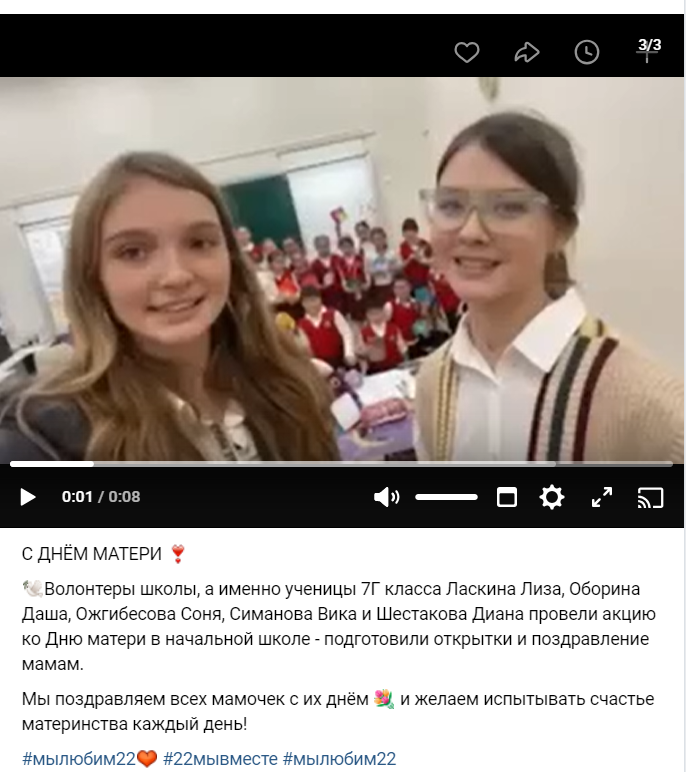 3/3
0:01 / 0:08
С ДНЁМ МАТЕРИ ❣️
🕊️Волонтеры школы, а именно ученицы 7Г класса Ласкина Лиза, Оборина
Даша, Ожгибесова Соня, Симанова Вика и Шестакова Диана провели акцию
ко Дню матери в начальной школе - подготовили открытки и поздравление
мамам.
Мы поздравляем всех мамочек с их днём 💐 и желаем испытывать счастье
материнства каждый день!
#мылюбим22❤️ #22мывместе #мылюбим22